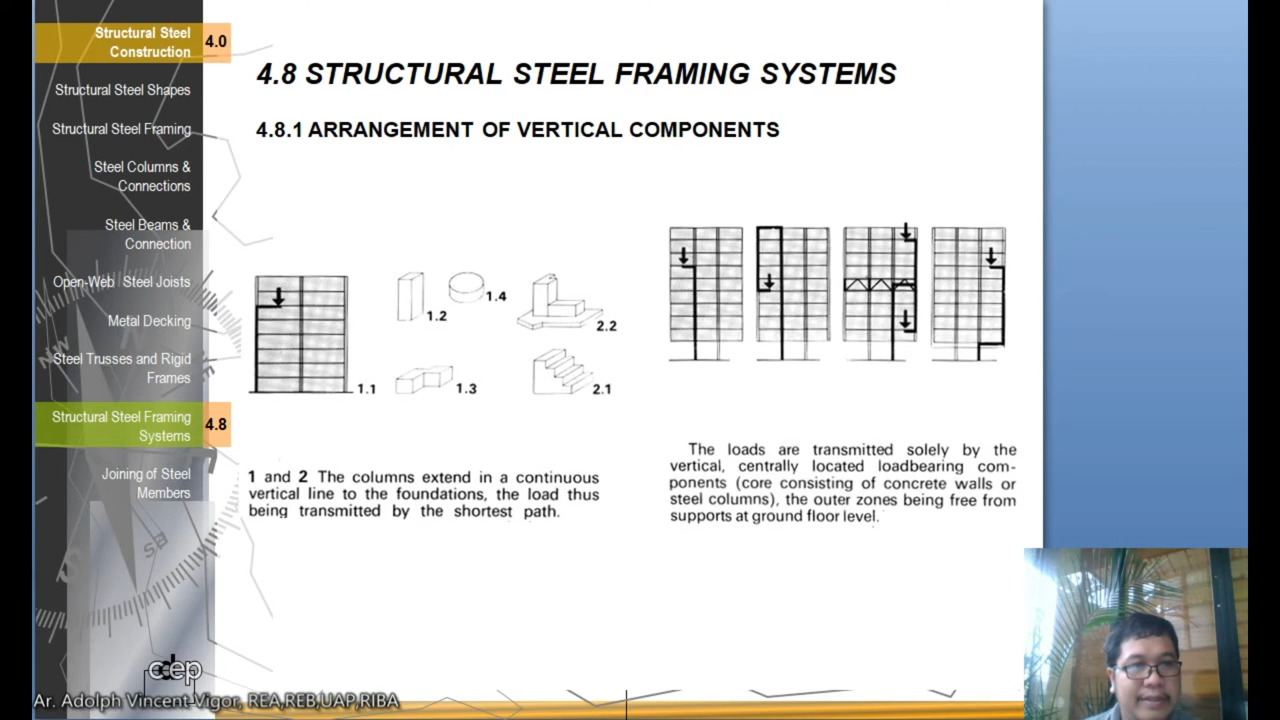 Structural Steel
Construction
4.0
Structural Steel Shapes
Structural Steel Framing
Steel Columns &
Connections
Steel Beams &
Connection
Open-Web Steel Joists
Metal Decking
Steel Trusses and Rigid
Frames
Structural Steel Framing
Systems
4.8
Joining of Steel
Members
4.8 STRUCTURAL STEEL FRAMING SYSTEMS
4.8.1 ARRANGEMENT OF VERTICAL COMPONENTS
1.1
1.2
1.4
1.3
2.2
2.1
1 and 2 The columns extend in a continuous
vertical line to the foundations, the load thus
being transmitted by the shortest path.
The loads are transmitted solely by the
vertical, centrally located loadbearing com-
ponents (core consisting of concrete walls or
steel columns), the outer zones being free from
supports at ground floor level.
SE
Ar. Adolph Vincent Vigor, REA,REB,UAP,RIBA